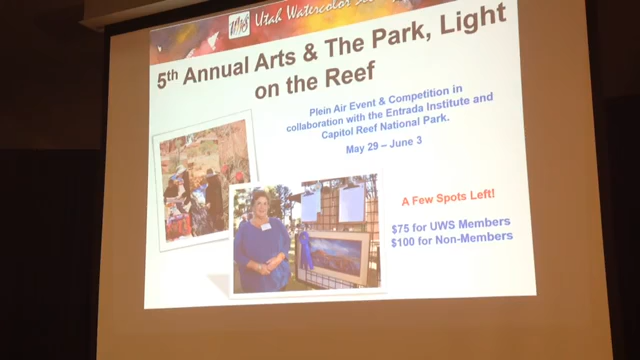 UWS Utah Watercolor
5th Annual Arts & The Park, Light
on the Reef
Plein Air Event & Competition in
collaboration with the Entrada Institute and
Capitol Reef National Park.
May 29 – June 3
A Few Spots Left!
$75 for UWS Members
$100 for Non-Members